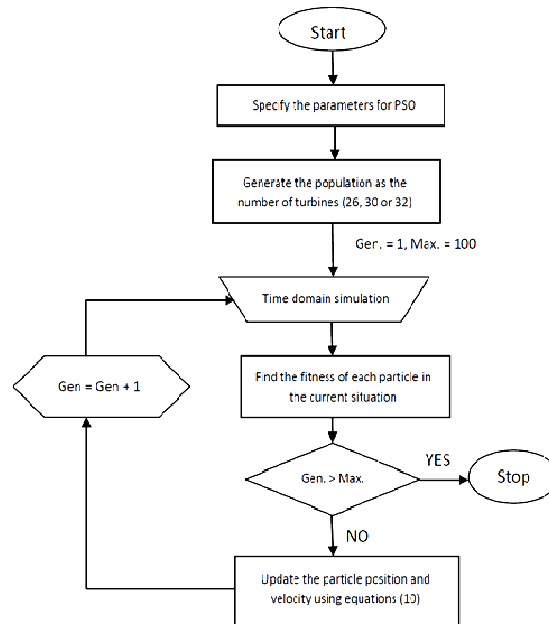 Start
Specify the parameters for PSO
Generate the population as the
number of turbines (26, 30 or 32)
Gen. = 1, Max. = 100
Time domain simulation
Gen = Gen + 1
Find the fitness of each particle in
the current situation
Gen. > Max.
YES
Stop
NO
Update the particle position and
velocity using equations (10)